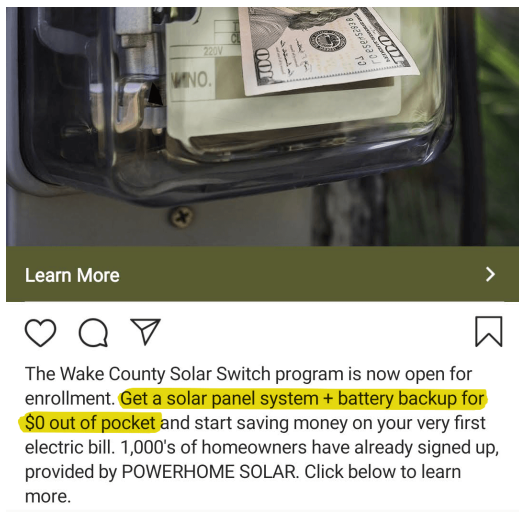 220V
NO.
100
100
Learn More
The Wake County Solar Switch program is now open for
enrollment. Get a solar panel system + battery backup for
$0 out of pocket and start saving money on your very first
electric bill. 1,000's of homeowners have already signed up,
provided by POWERHOME SOLAR. Click below to learn
more.